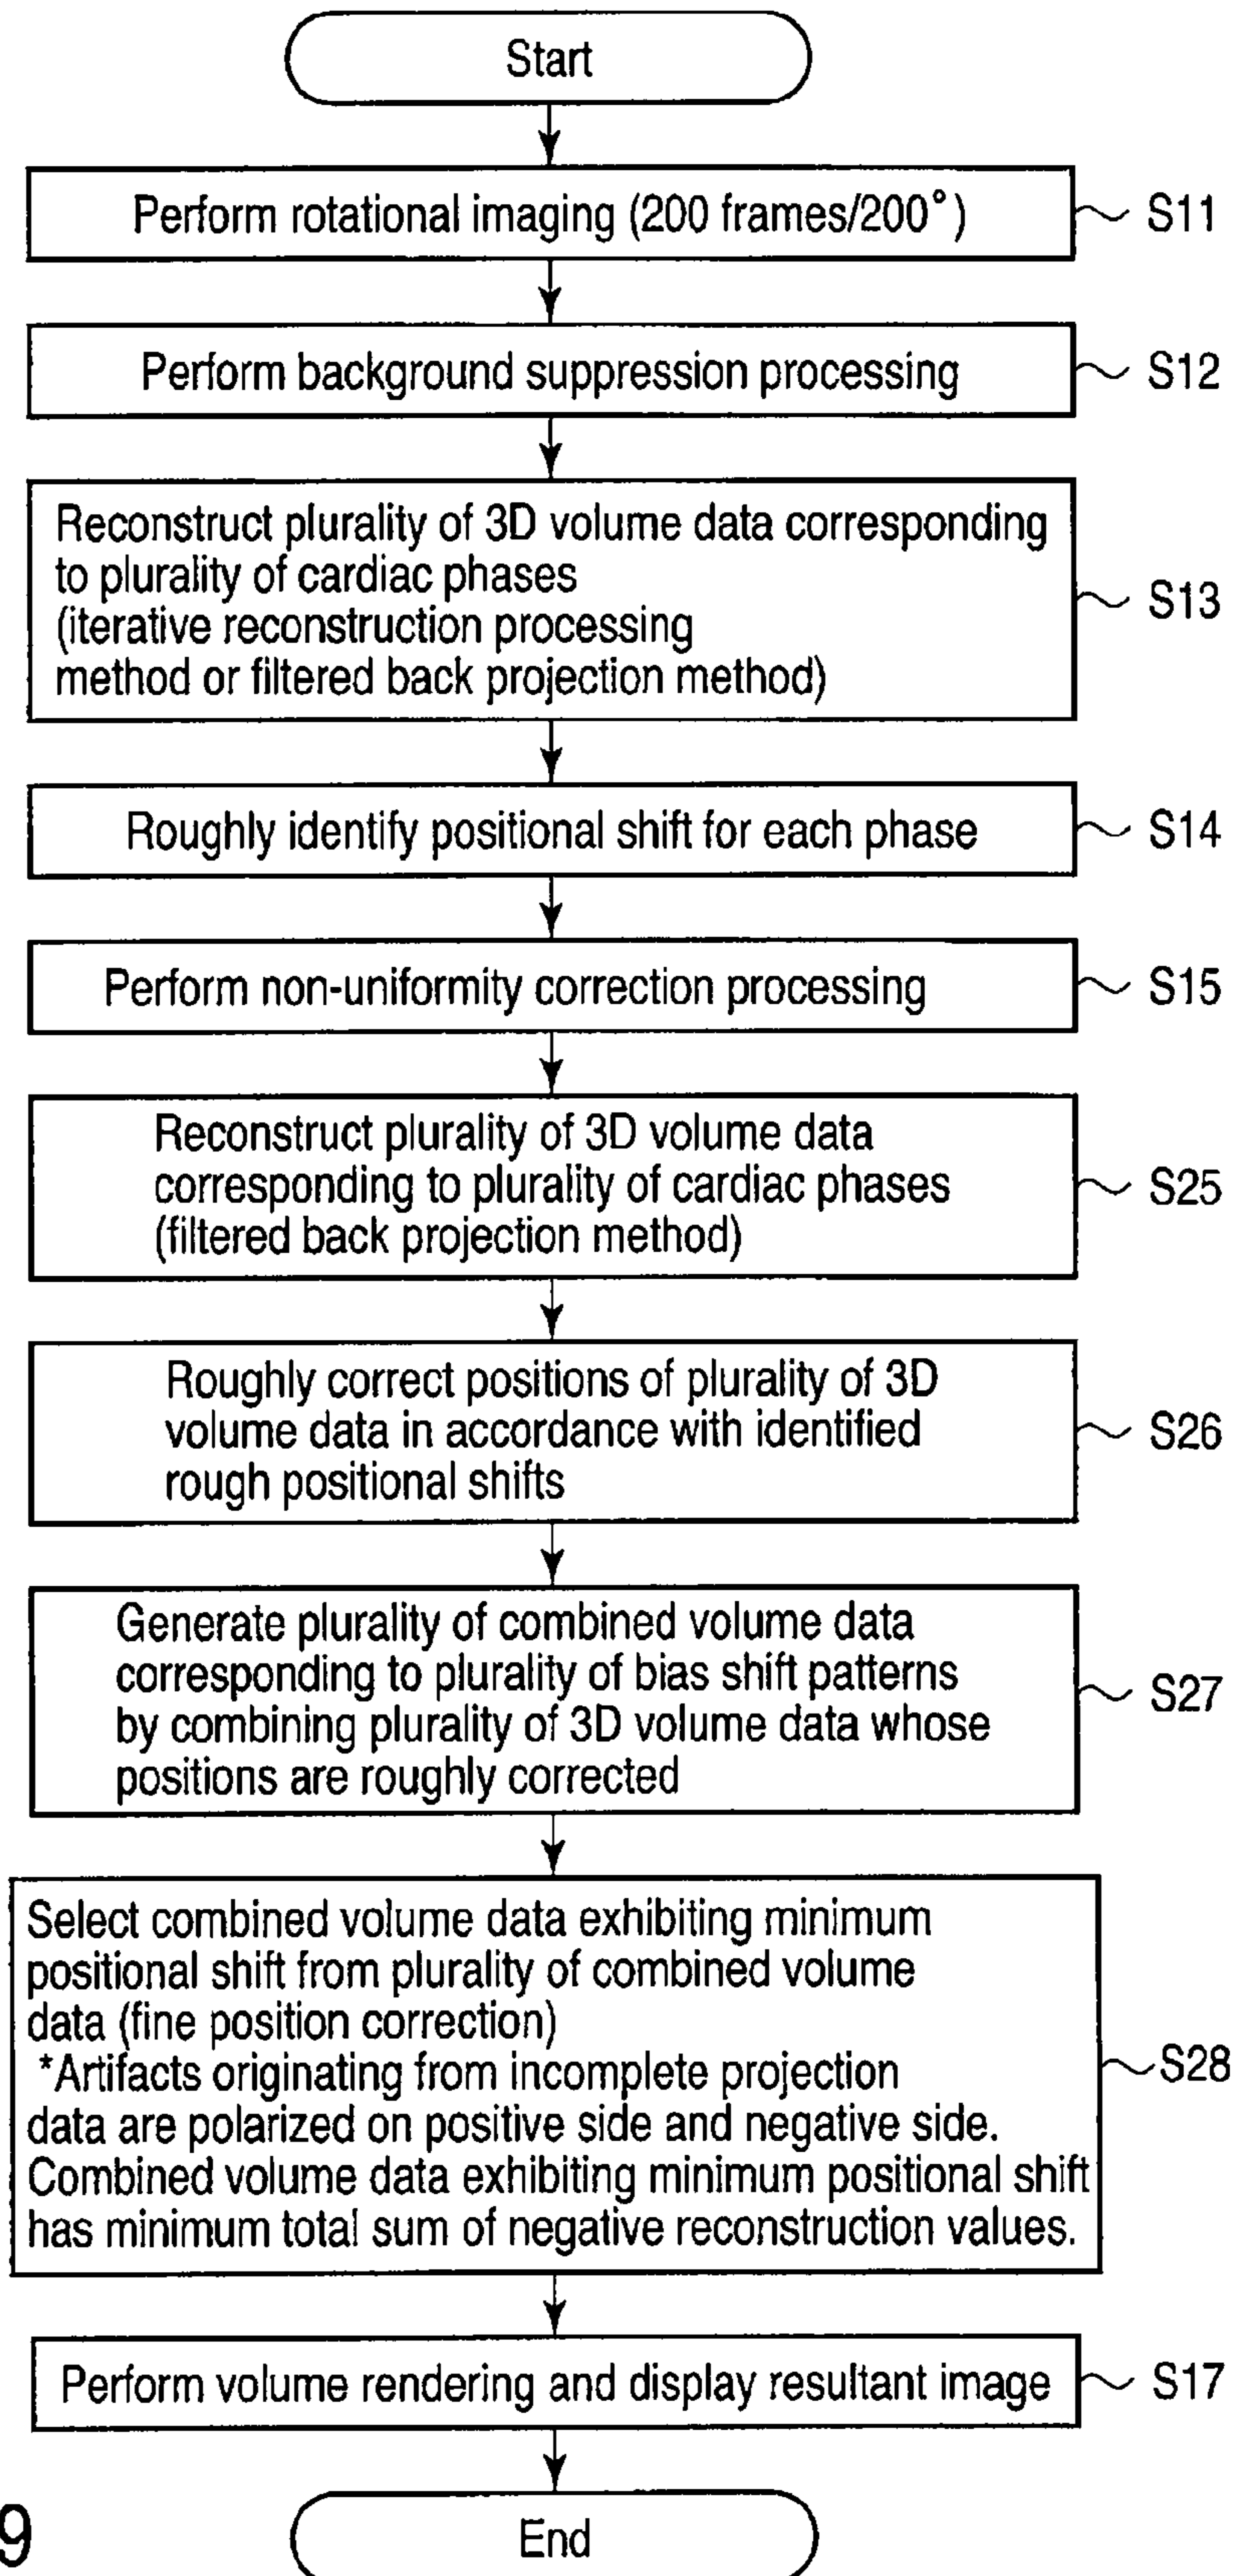 Start
Perform rotational imaging (200 frames/200°)
S11
Perform background suppression processing
S12
Reconstruct plurality of 3D volume data corresponding
to plurality of cardiac phases
(iterative reconstruction processing
method or filtered back projection method)
S13
Roughly identify positional shift for each phase
S14
Perform non-uniformity correction processing
S15
Reconstruct plurality of 3D volume data
corresponding to plurality of cardiac phases
(filtered back projection method)
S25
Roughly correct positions of plurality of 3D
volume data in accordance with identified
rough positional shifts
S26
Generate plurality of combined volume data
corresponding to plurality of bias shift patterns
by combining plurality of 3D volume data whose
positions are roughly corrected
S27
Select combined volume data exhibiting minimum
positional shift from plurality of combined volume
data (fine position correction)
*Artifacts originating from incomplete projection
data are polarized on positive side and negative side.
Combined volume data exhibiting minimum positional shift
has minimum total sum of negative reconstruction values.
S28
Perform volume rendering and display resultant image
S17
End
9